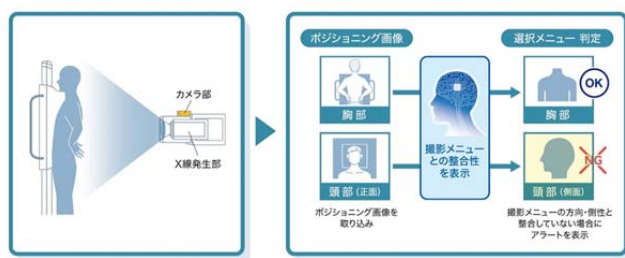 カメラ部
X線発生部
ポジショニング画像
胸部
頭部（正面）
ポジショニング画像を
取り込み
撮影メニュー
との整合性
を表示
選択メニュー 判定
OK
胸部
NG
頭部（側面）
撮影メニューの方向・側性と
整合していない場合に
アラートを表示